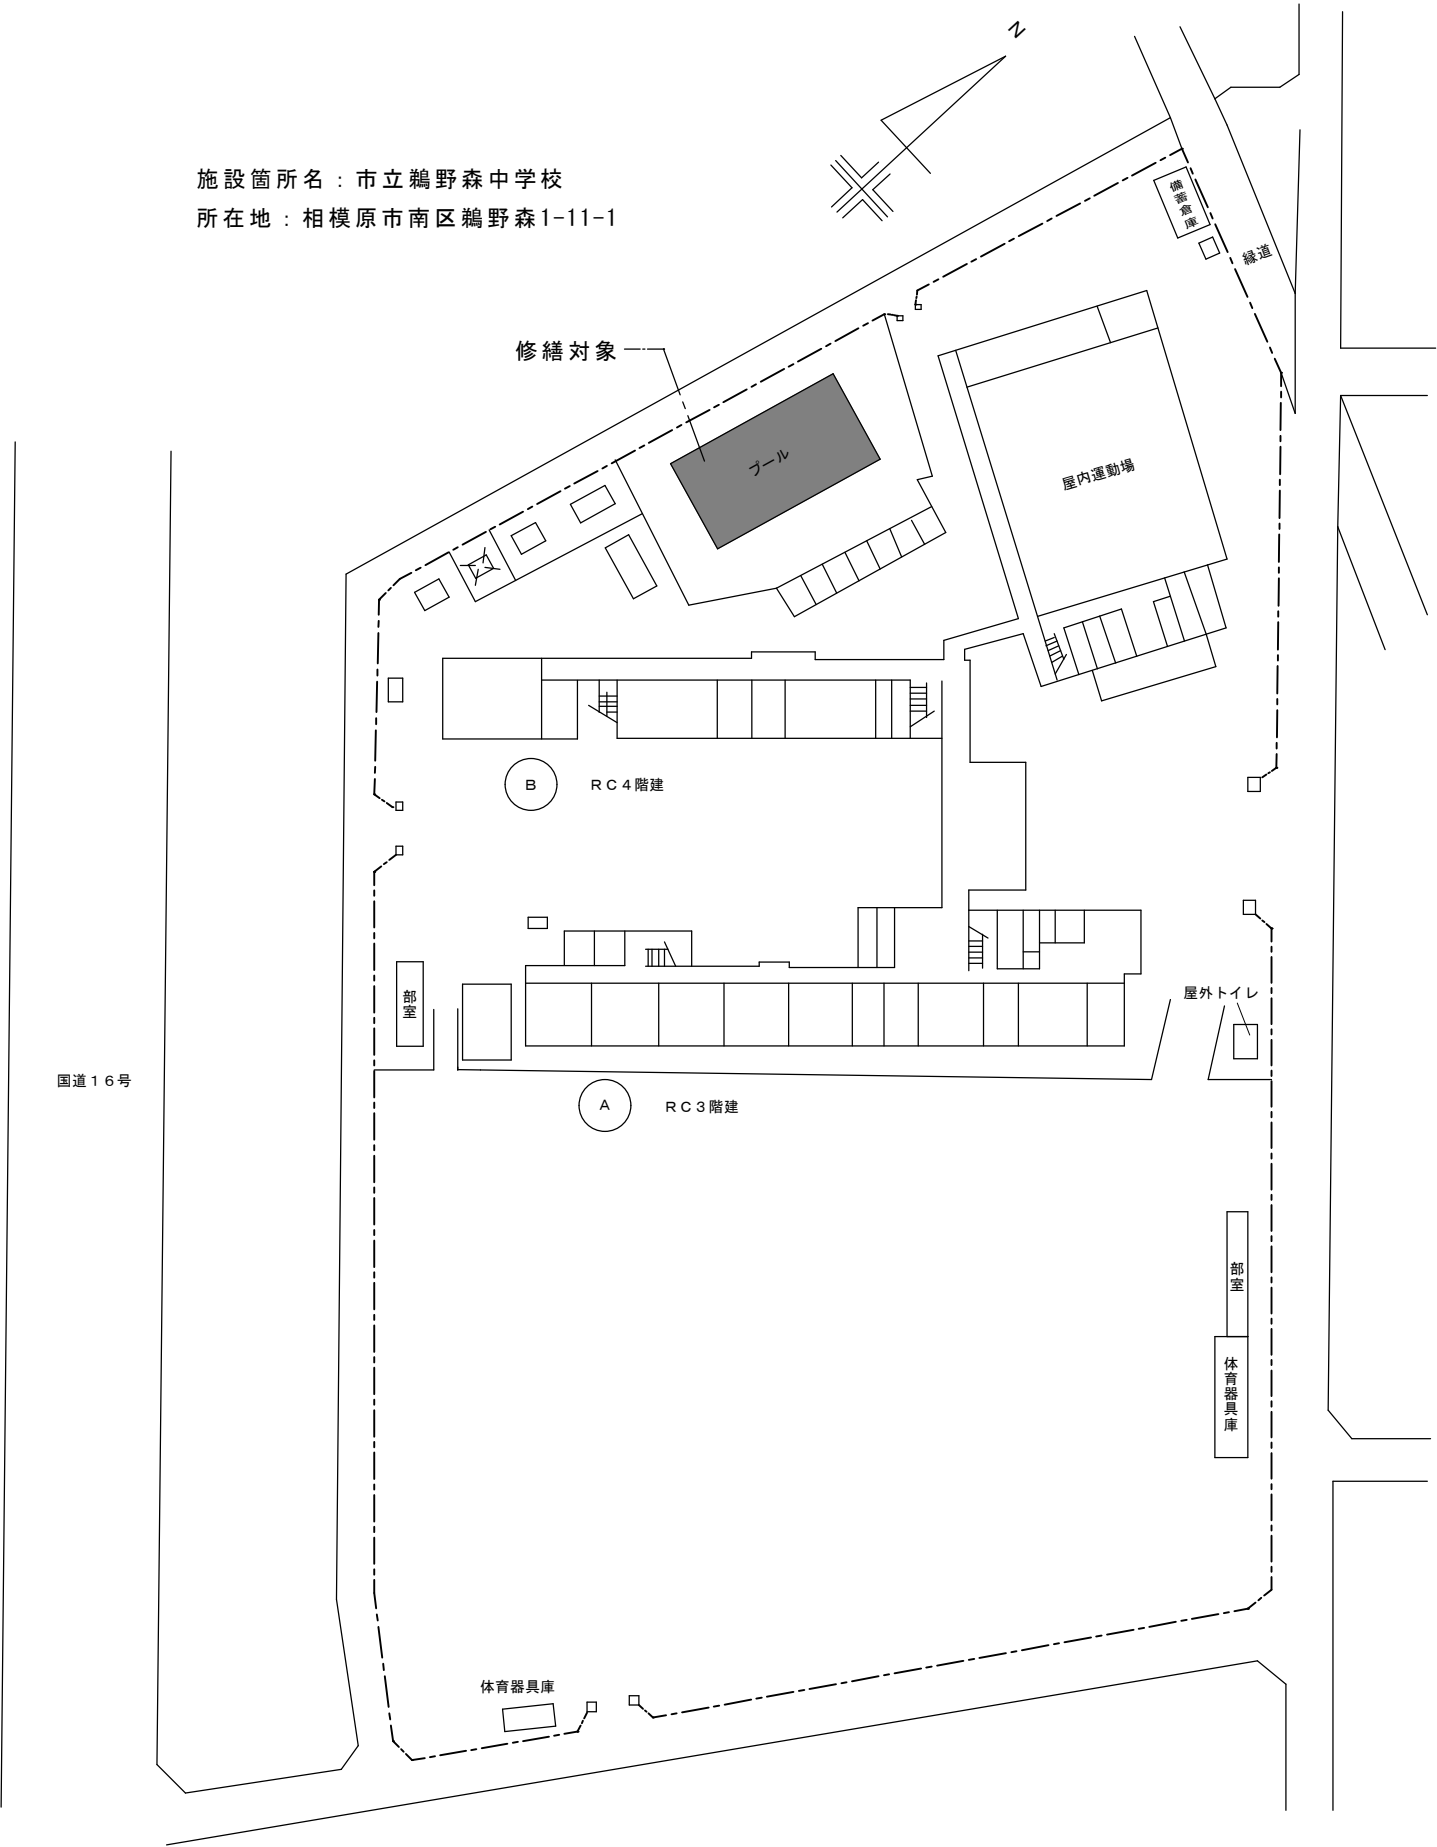 N
施設箇所名：市立鵜野森中学校
所在地：相模原市南区鵜野森1-11-1
備蓄倉庫
緑道
修繕対象
プール
屋内運動場
B
RC4階建
部室
屋外トイレ
国道16号
A
RC3階建
部室
体育器具庫
体育器具庫